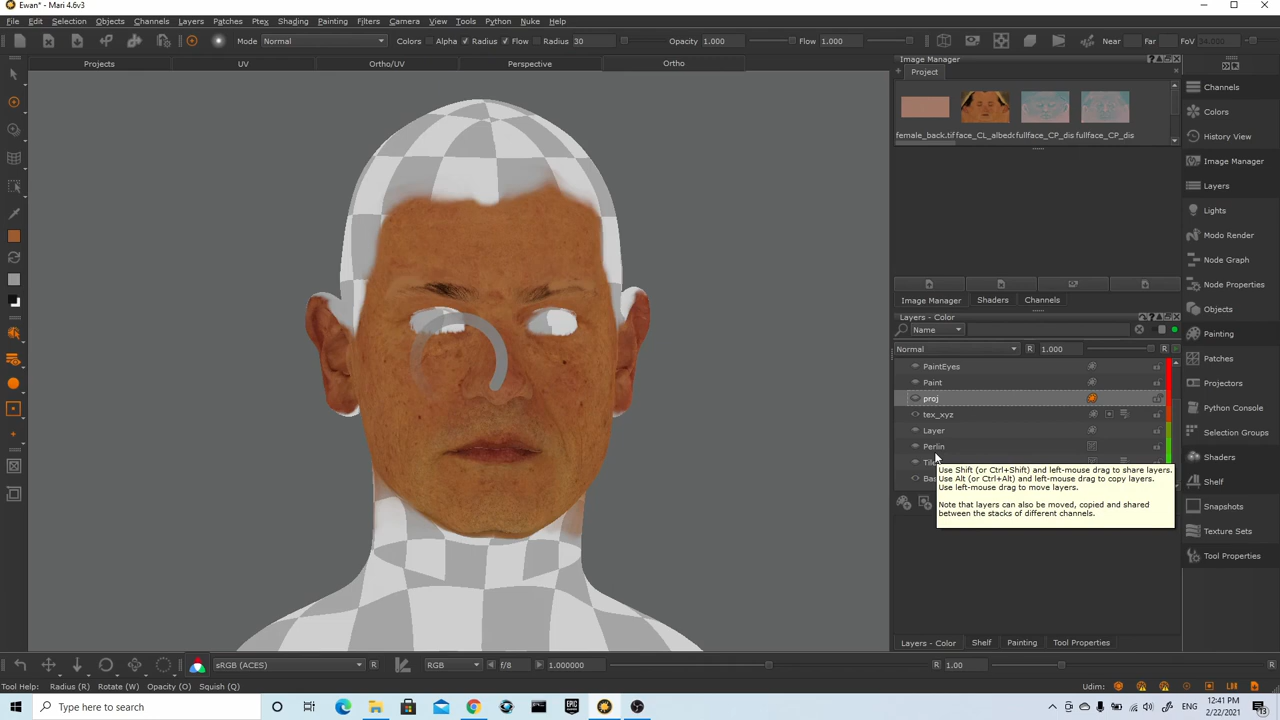 Ewan* - Mari 4.6v3
File Edit Selection Objects Channels Layers Patches Ptex Shading Painting Filters Camera View Tools Python Nuke Help
Mode Normal Colors Alpha Radius Flow Radius 30 Opacity 1.000 Flow 1.000 Near Far FoV 24.000
Projects UV Ortho/UV Perspective Ortho
Image Manager
Project
female_back.tif face_CL_albedo fullface_CP_dis fullface_CP_dis
Image Manager Shaders Channels
Layers - Color
Name
Normal R 1.000 R
PaintEyes
Paint
proj
tex_xyz
Layer
Perlin
Use Shift (or Ctrl+Shift) and left-mouse drag to share layers.
Use Alt (or Ctrl+Alt) and left-mouse drag to copy layers.
Use left-mouse drag to move layers.
Note that layers can also be moved, copied and shared
between the stacks of different channels.
Channels
Colors
History View
Image Manager
Layers
Lights
Modo Render
Node Graph
Node Properties
Objects
Painting
Patches
Projectors
Python Console
Selection Groups
Shaders
Shelf
Snapshots
Texture Sets
Tool Properties
Layers - Color Shelf Painting Tool Properties
sRGB (ACES) R RGB f/8 1.000000 R 1.00 R
Tool Help: Radius (R) Rotate (W) Opacity (O) Squish (Q) Udim:
Type here to search
ENG
12:41 PM
2/22/2021